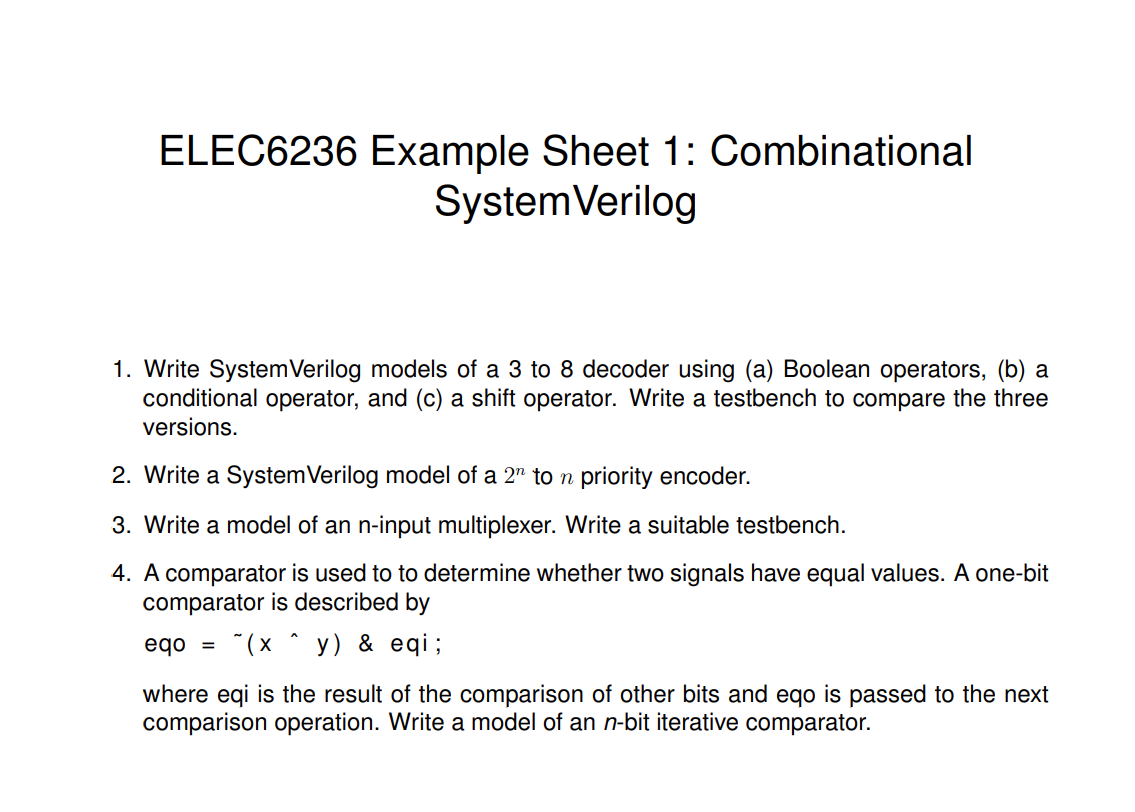 ELEC6236 Example Sheet 1: Combinational
SystemVerilog
1. Write SystemVerilog models of a 3 to 8 decoder using (a) Boolean operators, (b) a
conditional operator, and (c) a shift operator. Write a testbench to compare the three
versions.
2. Write a SystemVerilog model of a 2ⁿ to n priority encoder.
3. Write a model of an n-input multiplexer. Write a suitable testbench.
4. A comparator is used to to determine whether two signals have equal values. A one-bit
comparator is described by
eqo = ~(x ^ y) & eqi;
where eqi is the result of the comparison of other bits and eqo is passed to the next
comparison operation. Write a model of an n-bit iterative comparator.